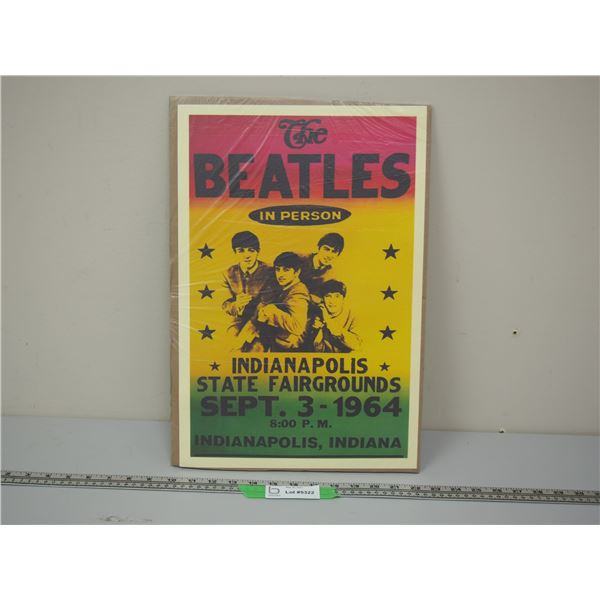 The
BEATLES
IN PERSON
INDIANAPOLIS
STATE FAIRGROUNDS
SEPT. 3 - 1964
8:00 P. M.
INDIANAPOLIS, INDIANA
Lot #5322